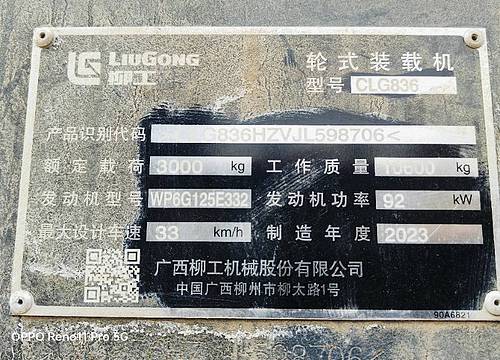 LIUGONG
柳工
轮式装载机
型号 CLG836
产品识别代码 G836HZVJL598706<
额定载荷 3000 kg 工作质量 kg
发动机型号 WP6G125E332 发动机功率 92 kW
最大设计车速 33 km/h 制造年度 2023
广西柳工机械股份有限公司
中国广西柳州市柳太路1号
90A6821
OPPO Reno11 Pro 5G